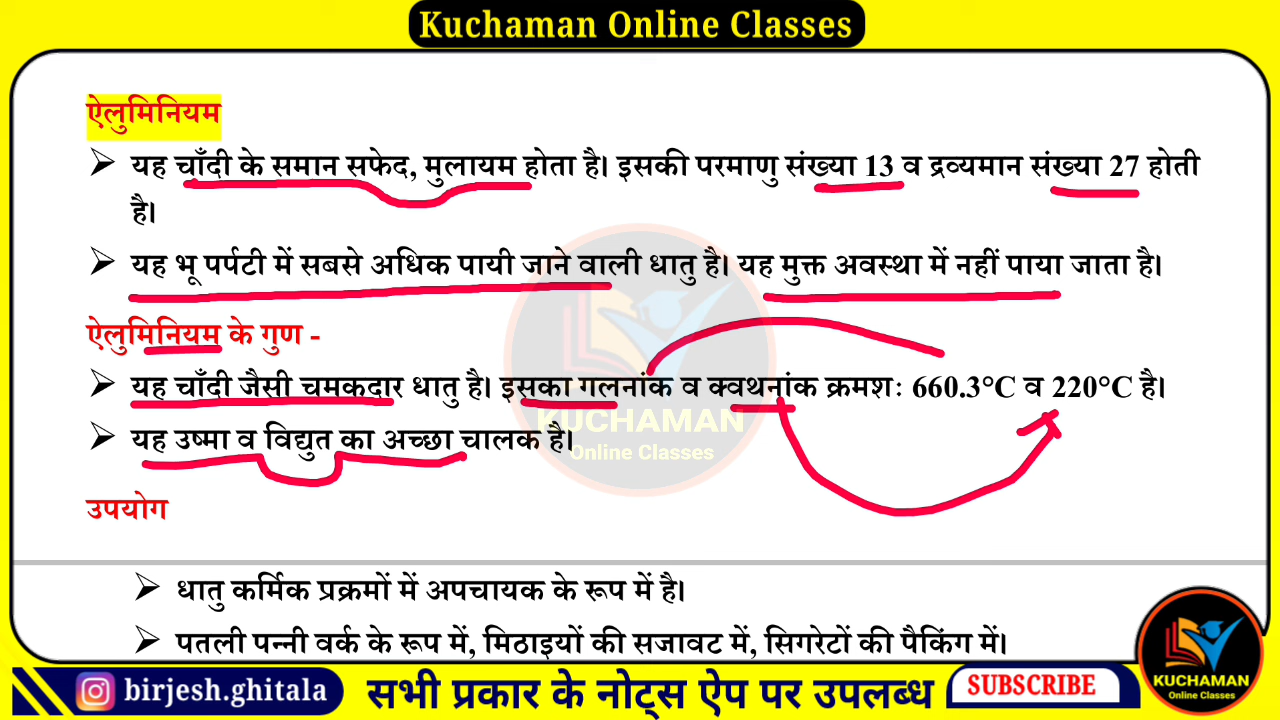 Kuchaman Online Classes
ऐलुमिनियम
➢ यह चाँदी के समान सफेद, मुलायम होता है। इसकी परमाणु संख्या 13 व द्रव्यमान संख्या 27 होती
है।
➢ यह भू पर्पटी में सबसे अधिक पायी जाने वाली धातु है। यह मुक्त अवस्था में नहीं पाया जाता है।
ऐलुमिनियम के गुण -
➢ यह चाँदी जैसी चमकदार धातु है। इसका गलनांक व क्वथनांक क्रमशः 660.3°C व 220°C है।
KUCHAMAN
➢ यह उष्मा व विद्युत का अच्छा चालक है।
Online Classes
उपयोग
➢ धातु कर्मिक प्रक्रमों में अपचायक के रूप में है।
➢ पतली पन्नी वर्क के रूप में, मिठाइयों की सजावट में, सिगरेटों की पैकिंग में।
KUCHAMAN
Online Classes
birjesh.ghitala
सभी प्रकार के नोट्स ऐप पर उपलब्ध
SUBSCRIBE